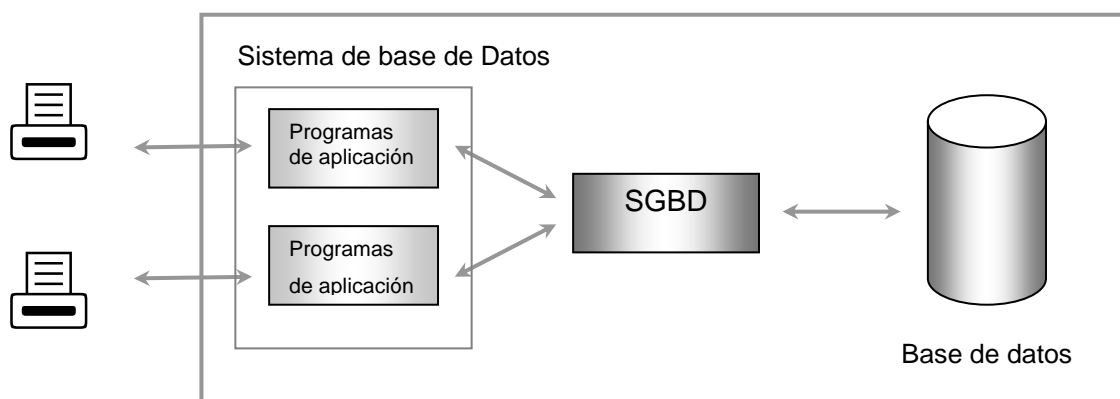 Sistema de base de Datos
Programas
de aplicación
SGBD
Programas
de aplicación
Base de datos